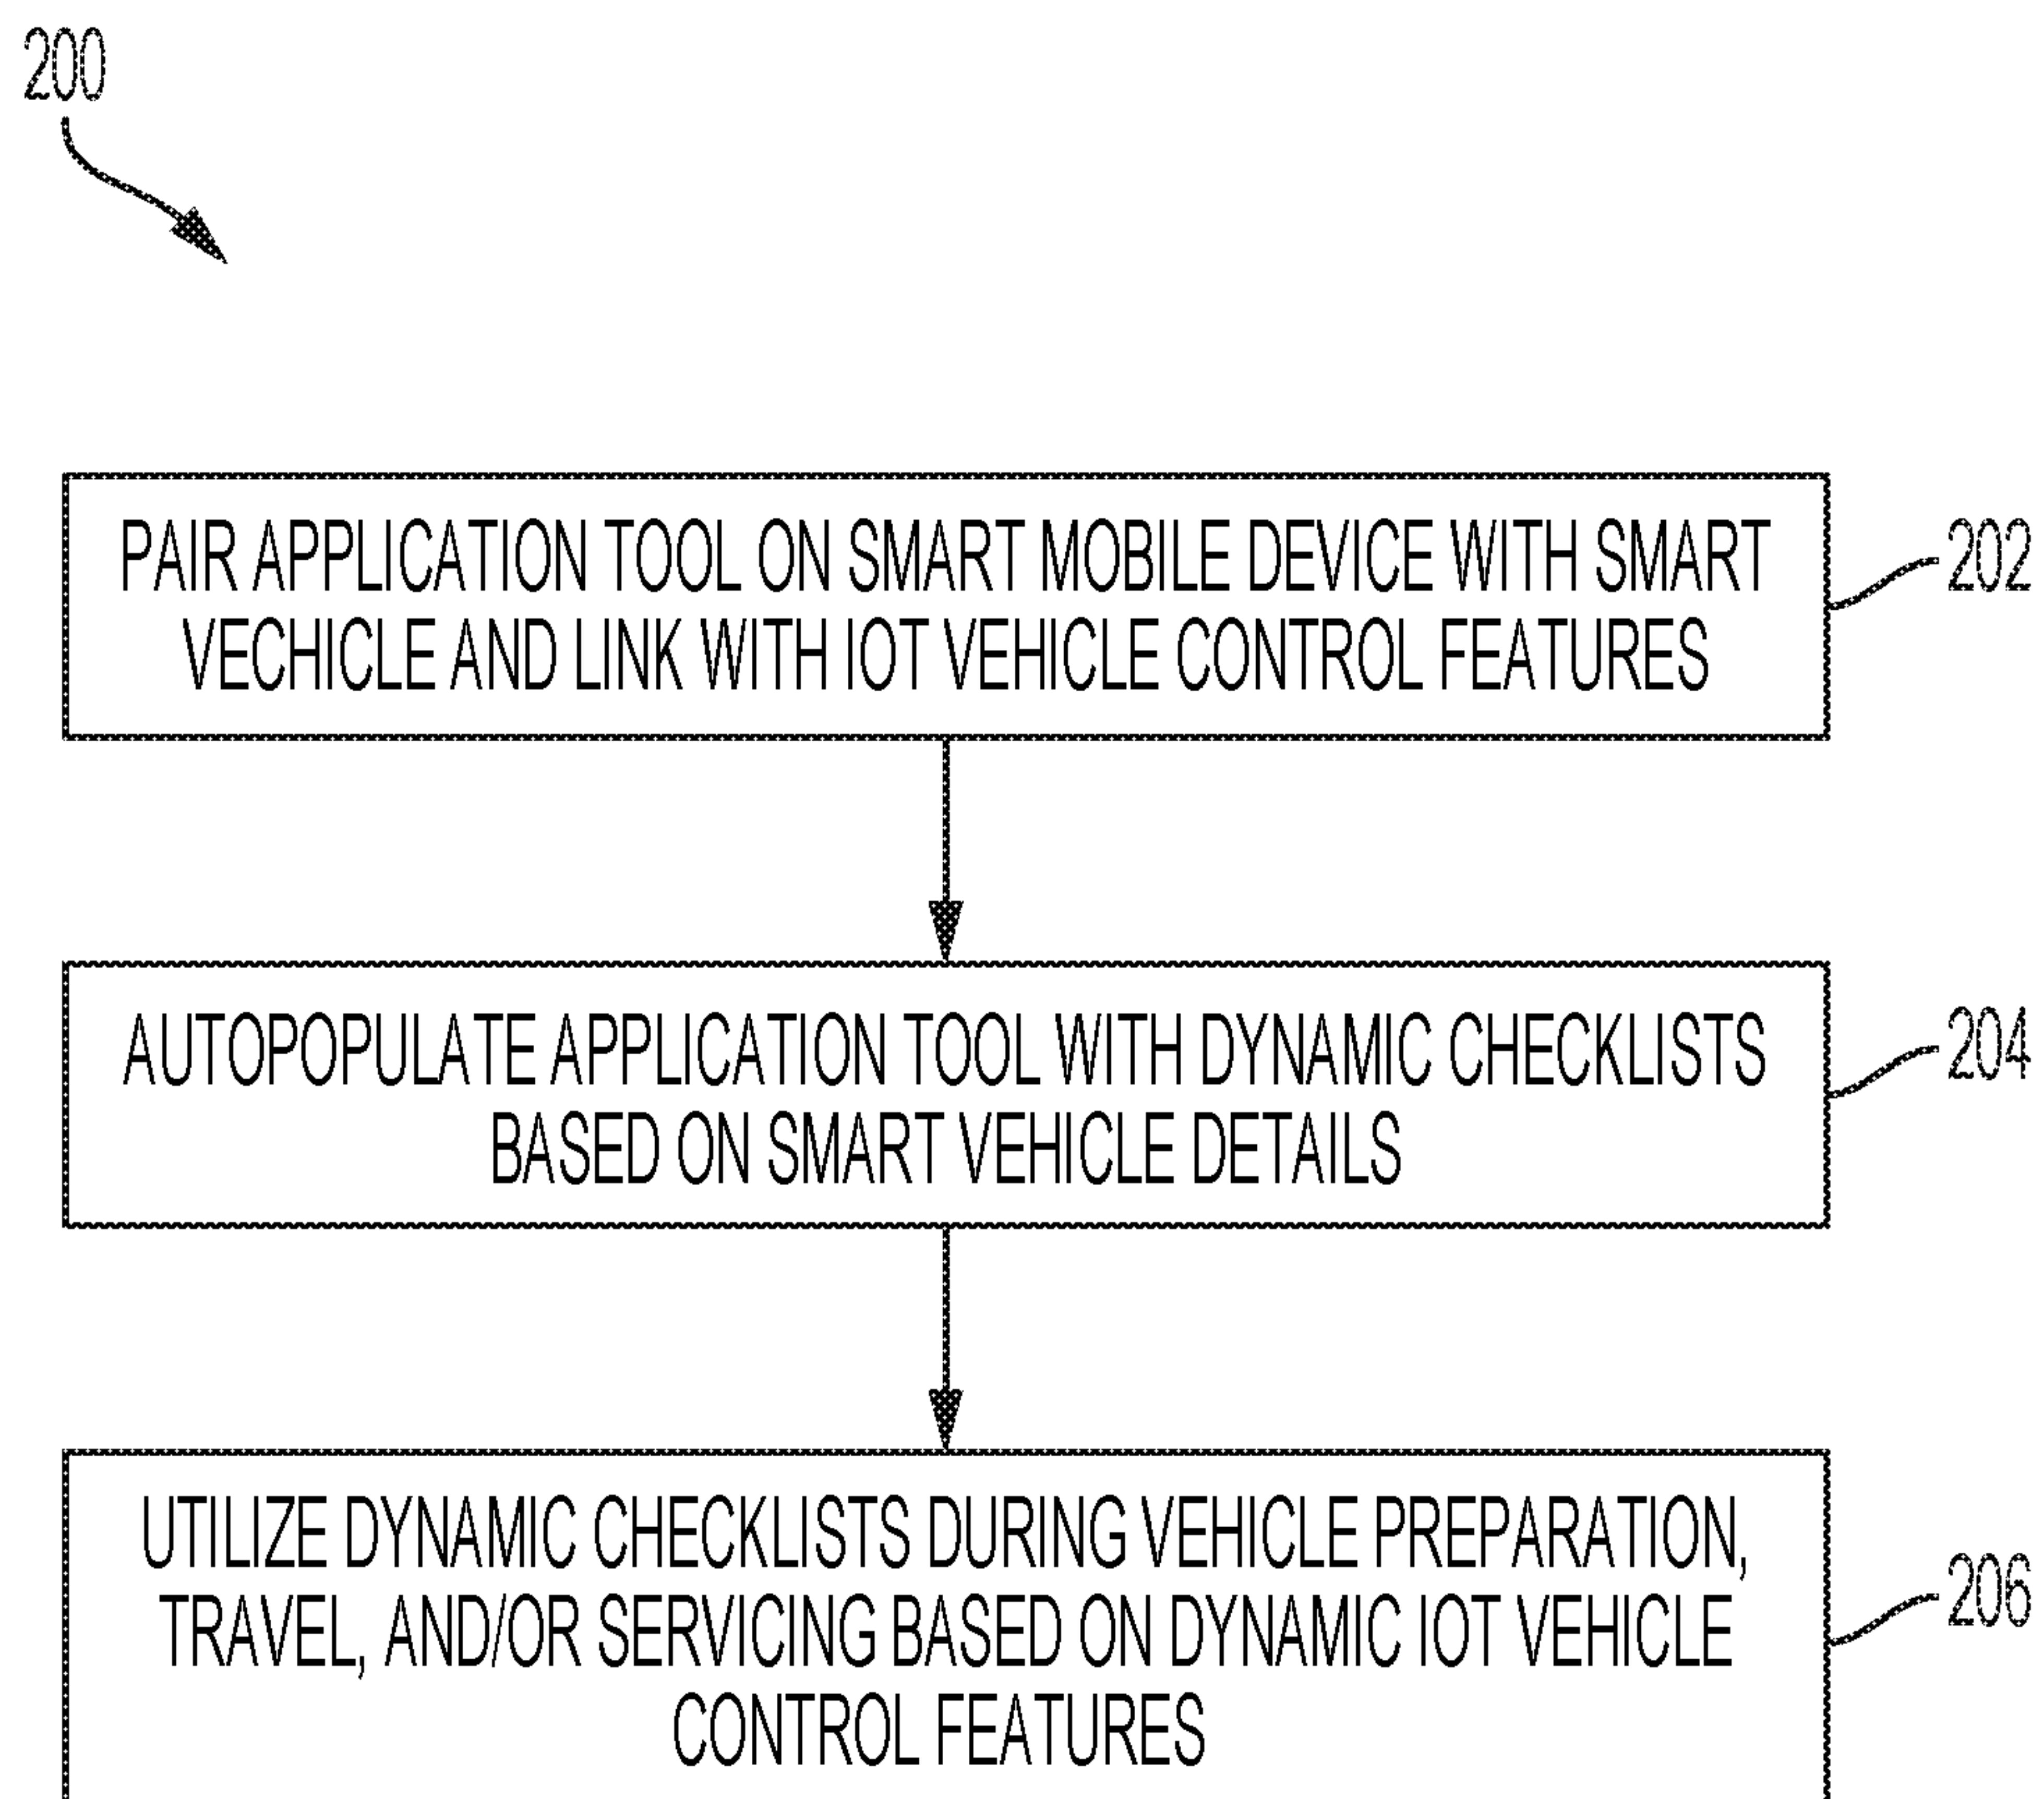 200
PAIR APPLICATION TOOL ON SMART MOBILE DEVICE WITH SMART
VECHICLE AND LINK WITH IOT VEHICLE CONTROL FEATURES
202
AUTOPOPULATE APPLICATION TOOL WITH DYNAMIC CHECKLISTS
BASED ON SMART VEHICLE DETAILS
204
UTILIZE DYNAMIC CHECKLISTS DURING VEHICLE PREPARATION,
TRAVEL, AND/OR SERVICING BASED ON DYNAMIC IOT VEHICLE
CONTROL FEATURES
206